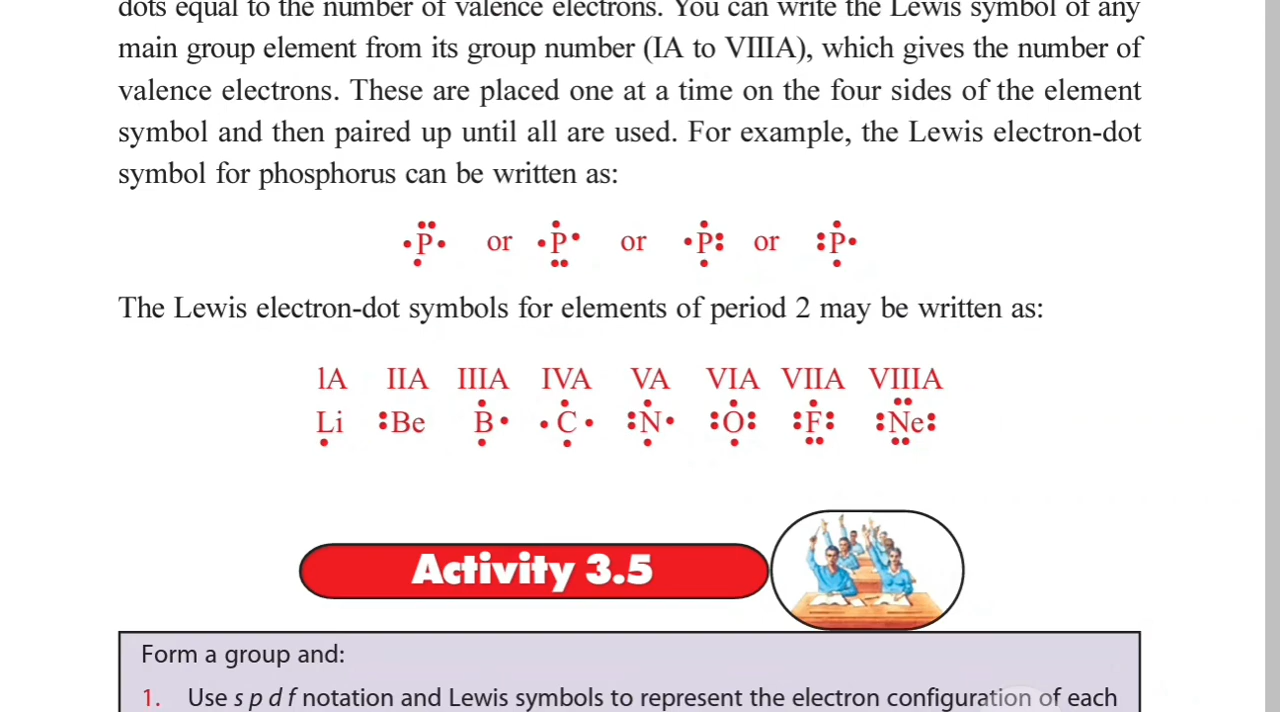 dots equal to the number of valence electrons. You can write the Lewis symbol of any
main group element from its group number (IA to VIIIA), which gives the number of
valence electrons. These are placed one at a time on the four sides of the element
symbol and then paired up until all are used. For example, the Lewis electron-dot
symbol for phosphorus can be written as:
P or P or P or P
The Lewis electron-dot symbols for elements of period 2 may be written as:
IA IIA IIIA IVA VA VIA VIIA VIIIA
Li Be B C N O F Ne
Activity 3.5
Form a group and:
1. Use s p d f notation and Lewis symbols to represent the electron configuration of each